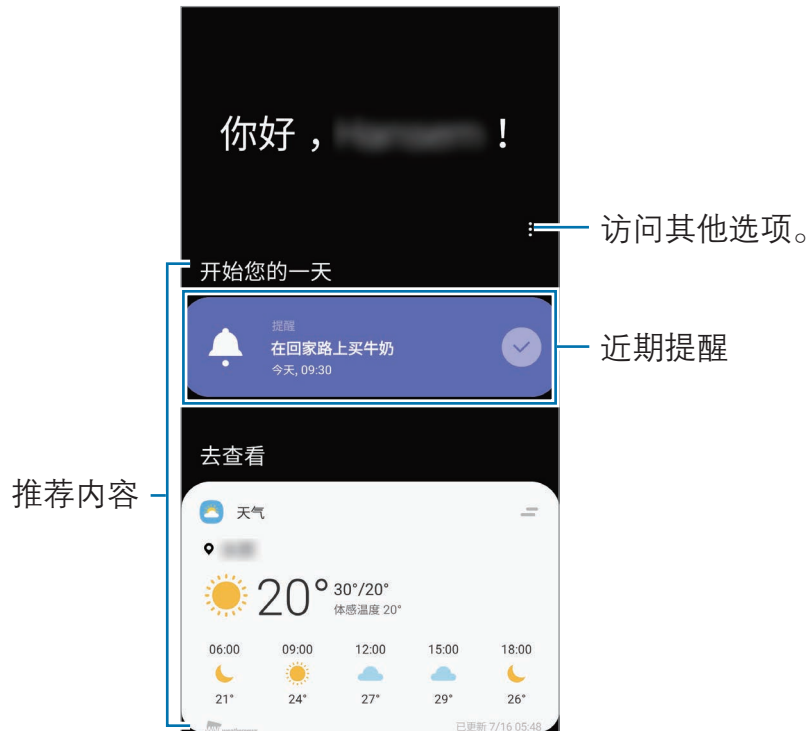 你好， ！
访问其他选项。
开始您的一天
提醒
在回家路上买牛奶
今天, 09:30
近期提醒
去查看
推荐内容
天气
20° 30°/20°
体感温度 20°
06:00 09:00 12:00 15:00 18:00
21° 24° 27° 29° 26°
已更新 7/16 05:48